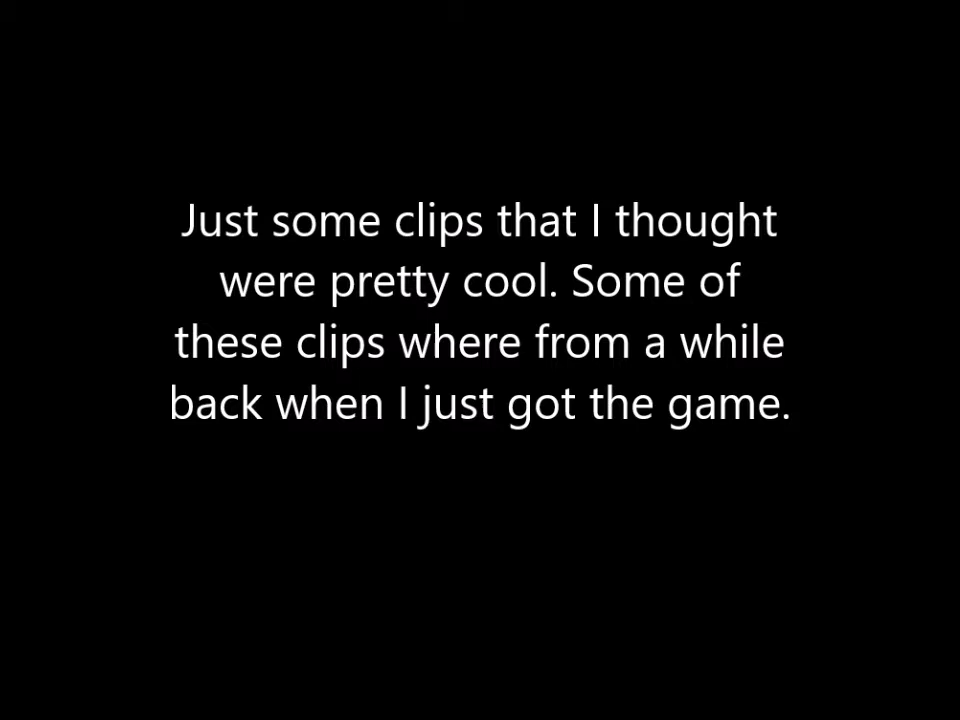 Just some clips that I thought
were pretty cool. Some of
these clips where from a while
back when I just got the game.